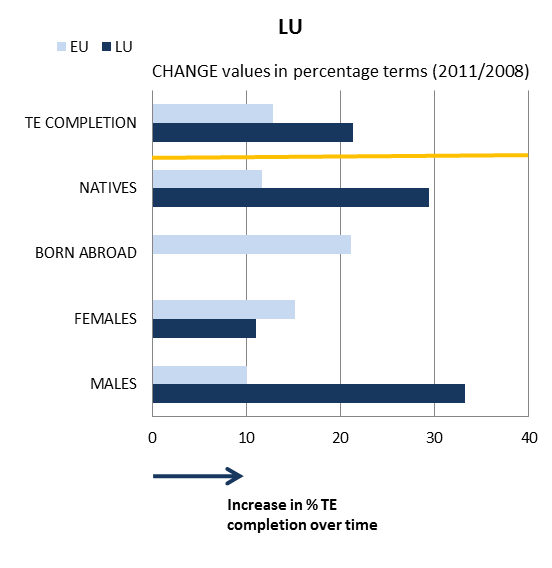 LU
EU LU
CHANGE values in percentage terms (2011/2008)
TE COMPLETION
NATIVES
BORN ABROAD
FEMALES
MALES
0 10 20 30 40
Increase in % TE
completion over time